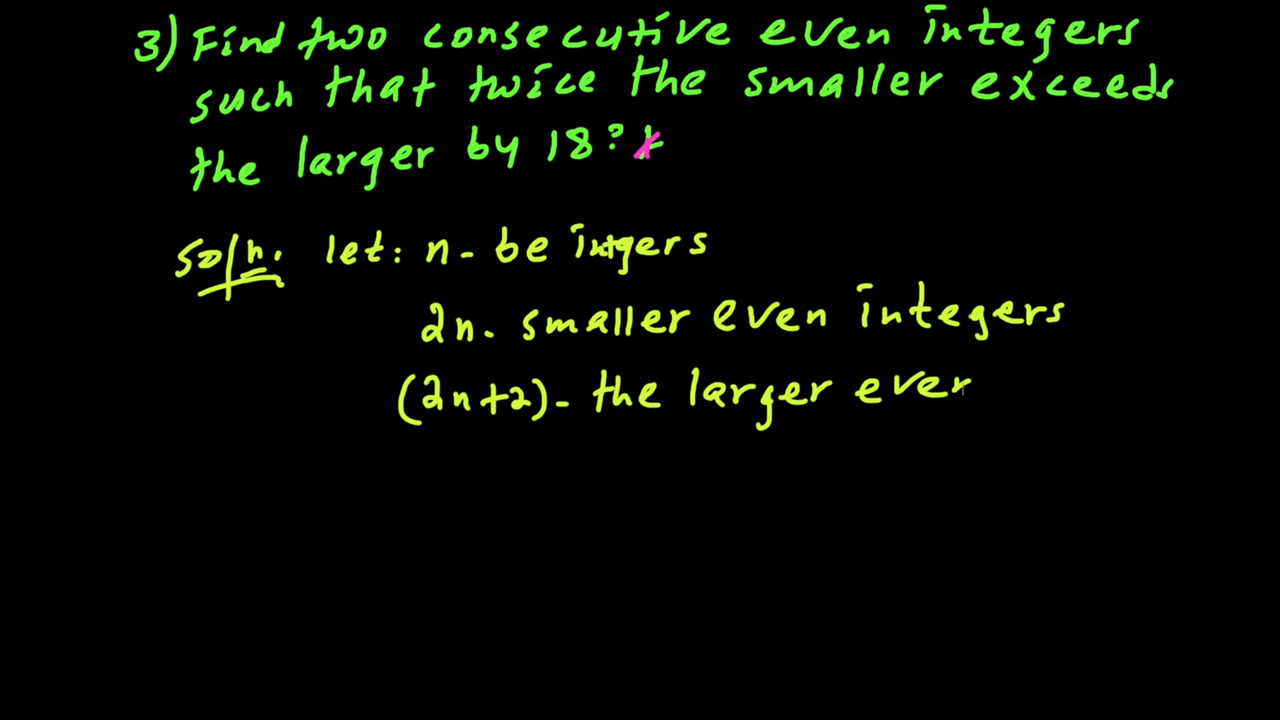 3) Find two consecutive even integers
such that twice the smaller exceeds
the larger by 18?
Soln. let: n - be intgers
2n. smaller even integers
(2n+2) - the larger ever